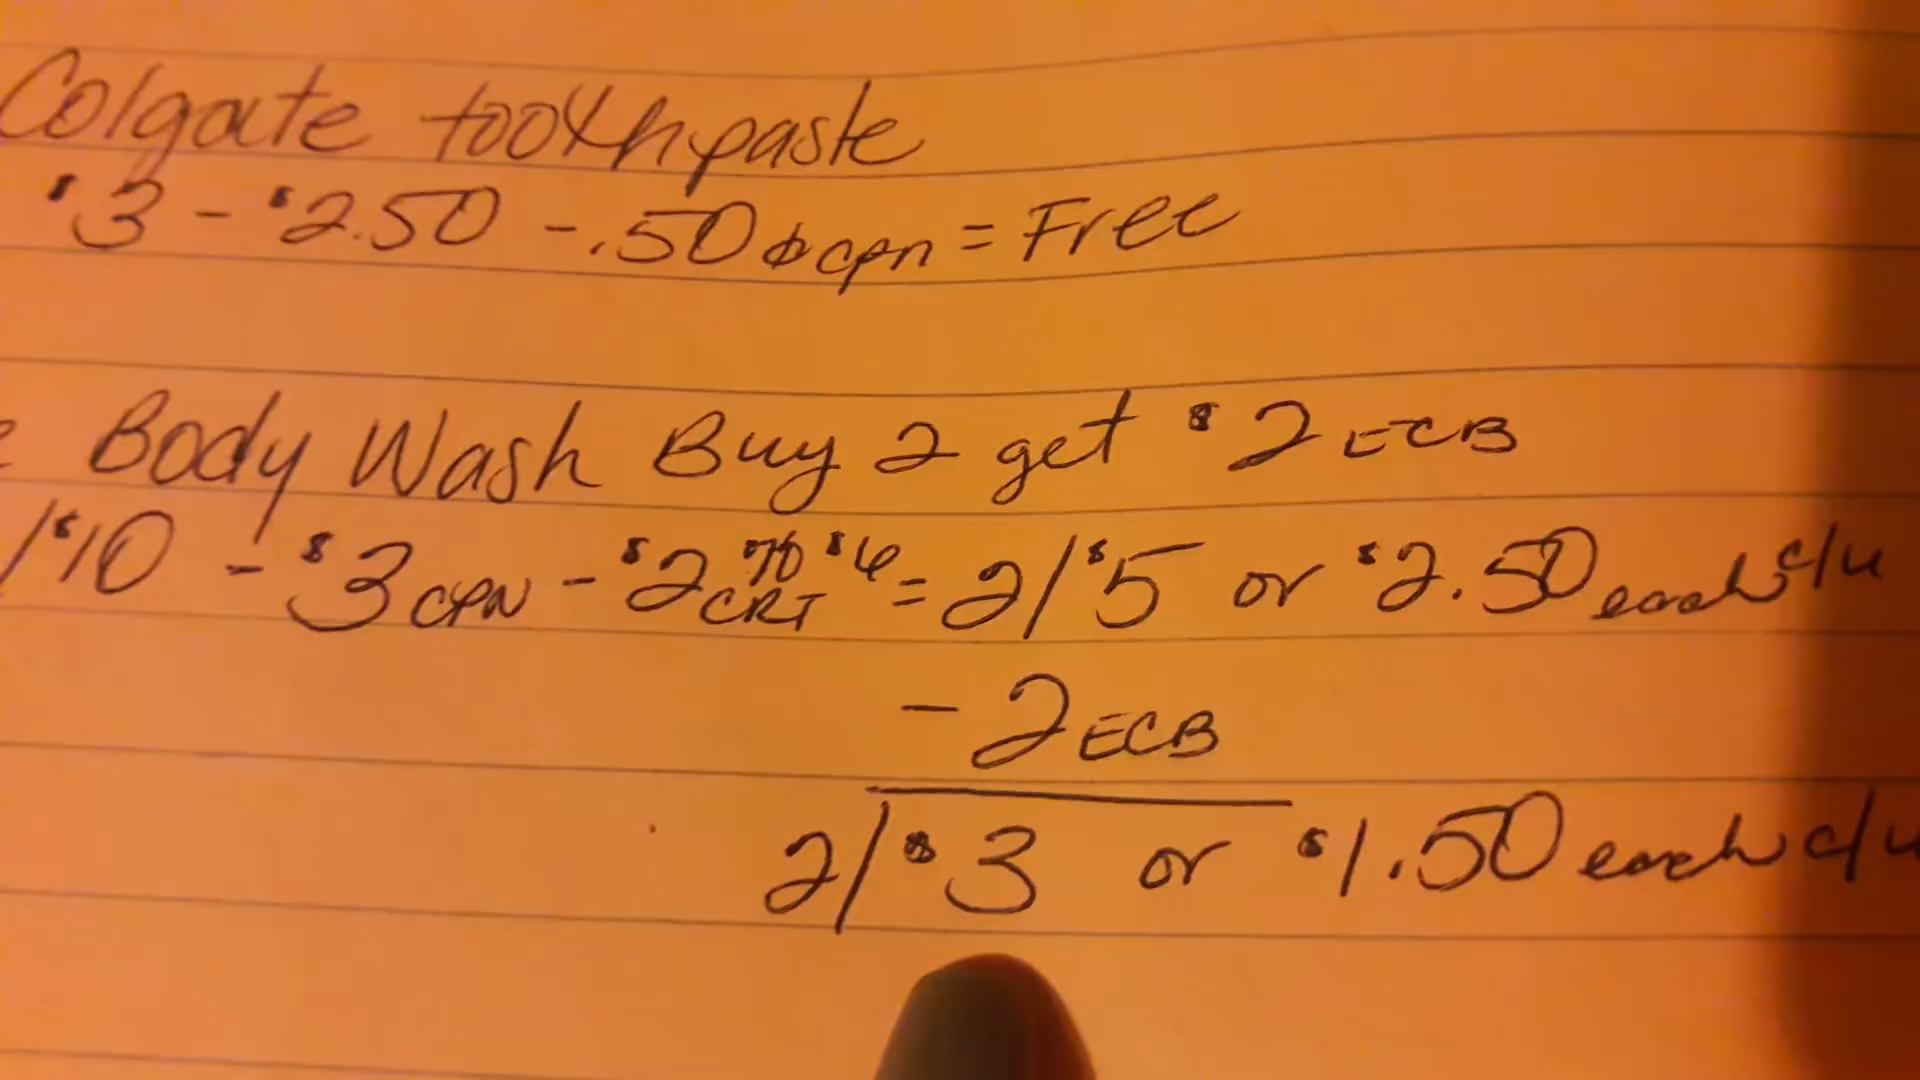 Colgate toothpaste
$3 - $2.50 - .50¢ cpn = Free
Body Wash Buy 2 get $2 ECB
/$10 - $3 CPN - $2 CRT = 2/$5 or $2.50 each
- 2 ECB
2/$3 or $1.50 each